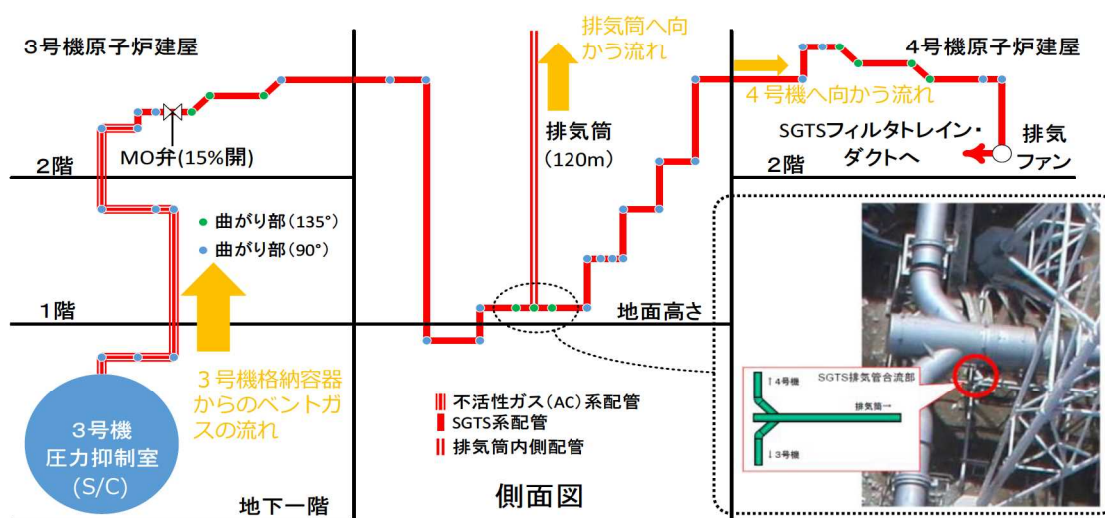 3号機原子炉建屋
MO弁(15%開)
2階
曲がり部(135°)
曲がり部(90°)
1階
3号機格納容器
からのベントガ
スの流れ
3号機
圧力抑制室
(S/C)
地下一階
排気筒へ向
かう流れ
排気筒
(120m)
地面高さ
不活性ガス(AC)系配管
SGTS系配管
排気筒内側配管
側面図
4号機原子炉建屋
4号機へ向かう流れ
SGTSフィルタトレイン・
ダクトへ
排気
ファン
2階
SGTS排気管合流部
↑4号機
排気筒→
↓3号機